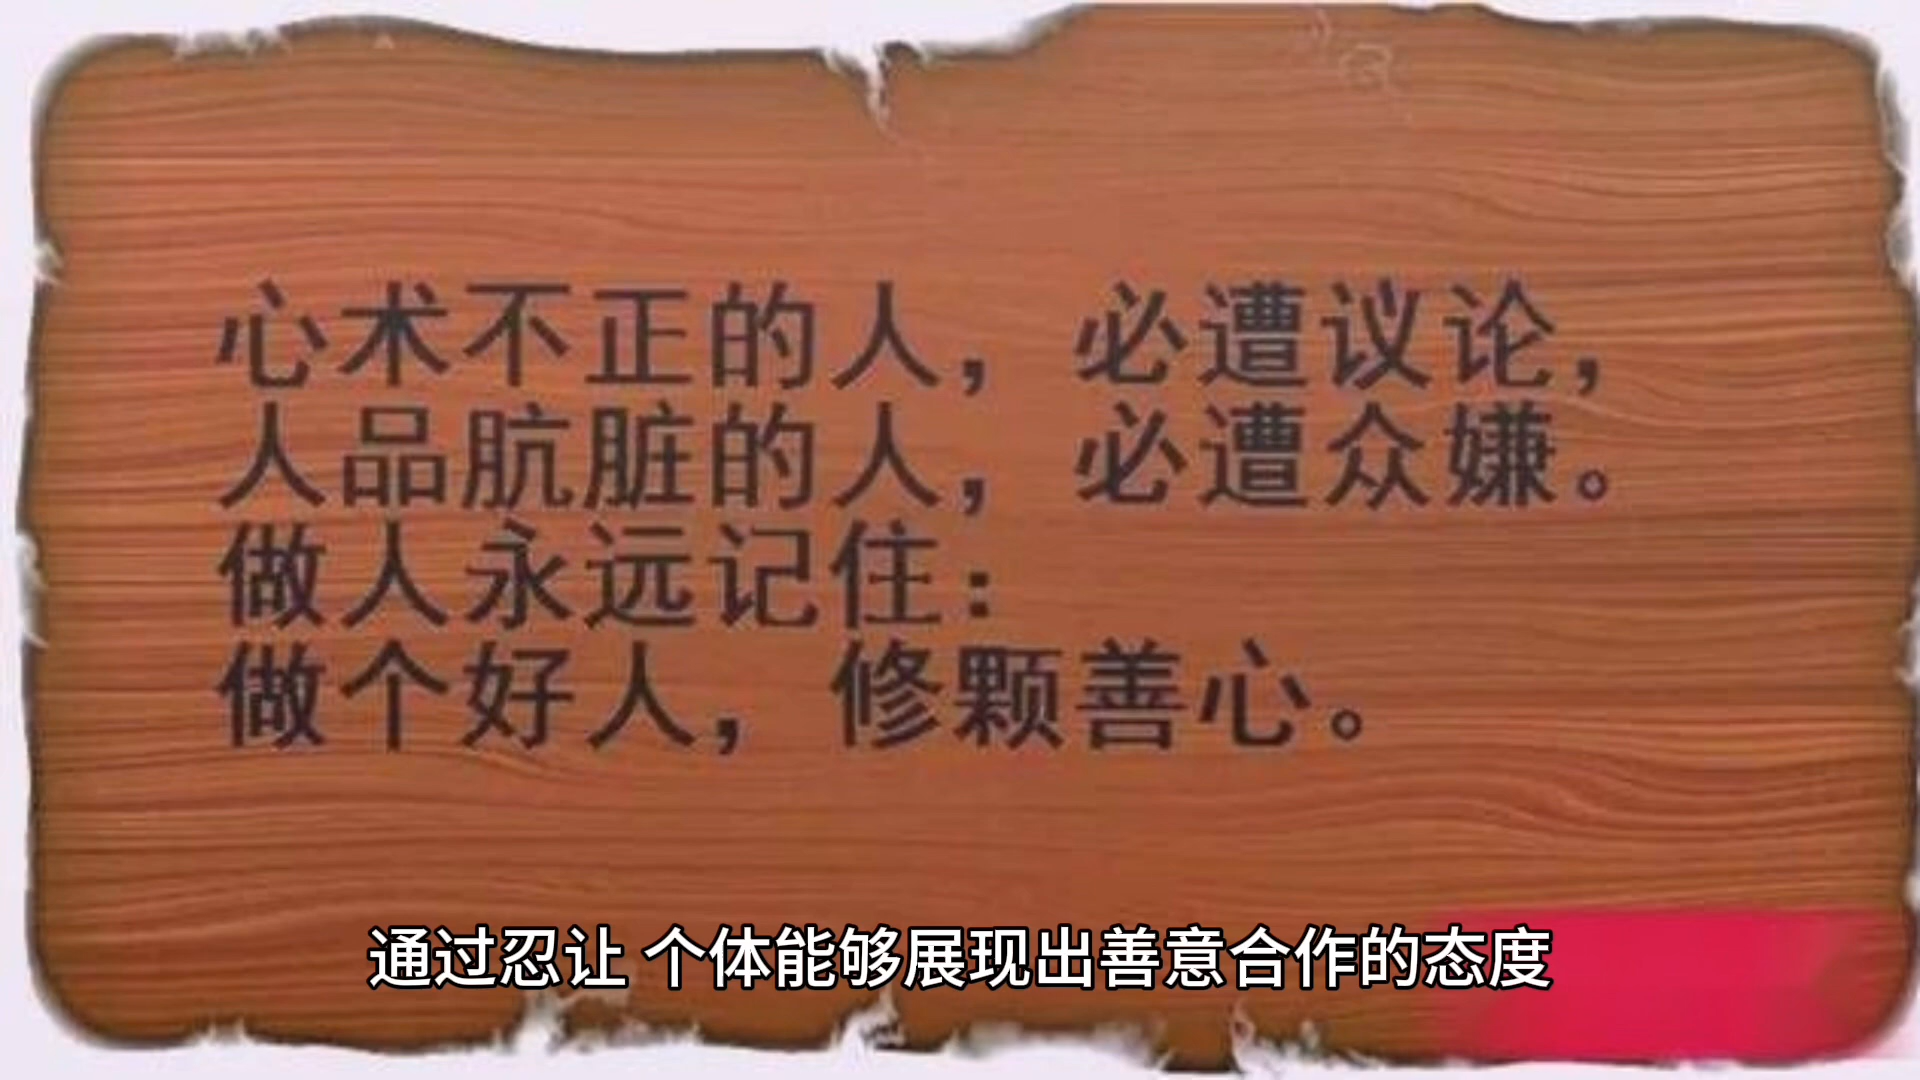 心术不正的人，必遭议论，
人品肮脏的人，必遭众嫌。
做人永远记住：
做个好人，修颗善心。
通过忍让 个体能够展现出善意合作的态度